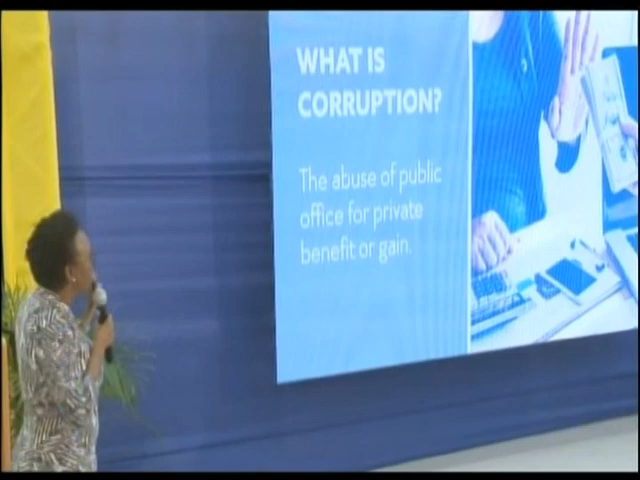 WHAT IS
CORRUPTION?
The abuse of public
office for private
benefit or gain.